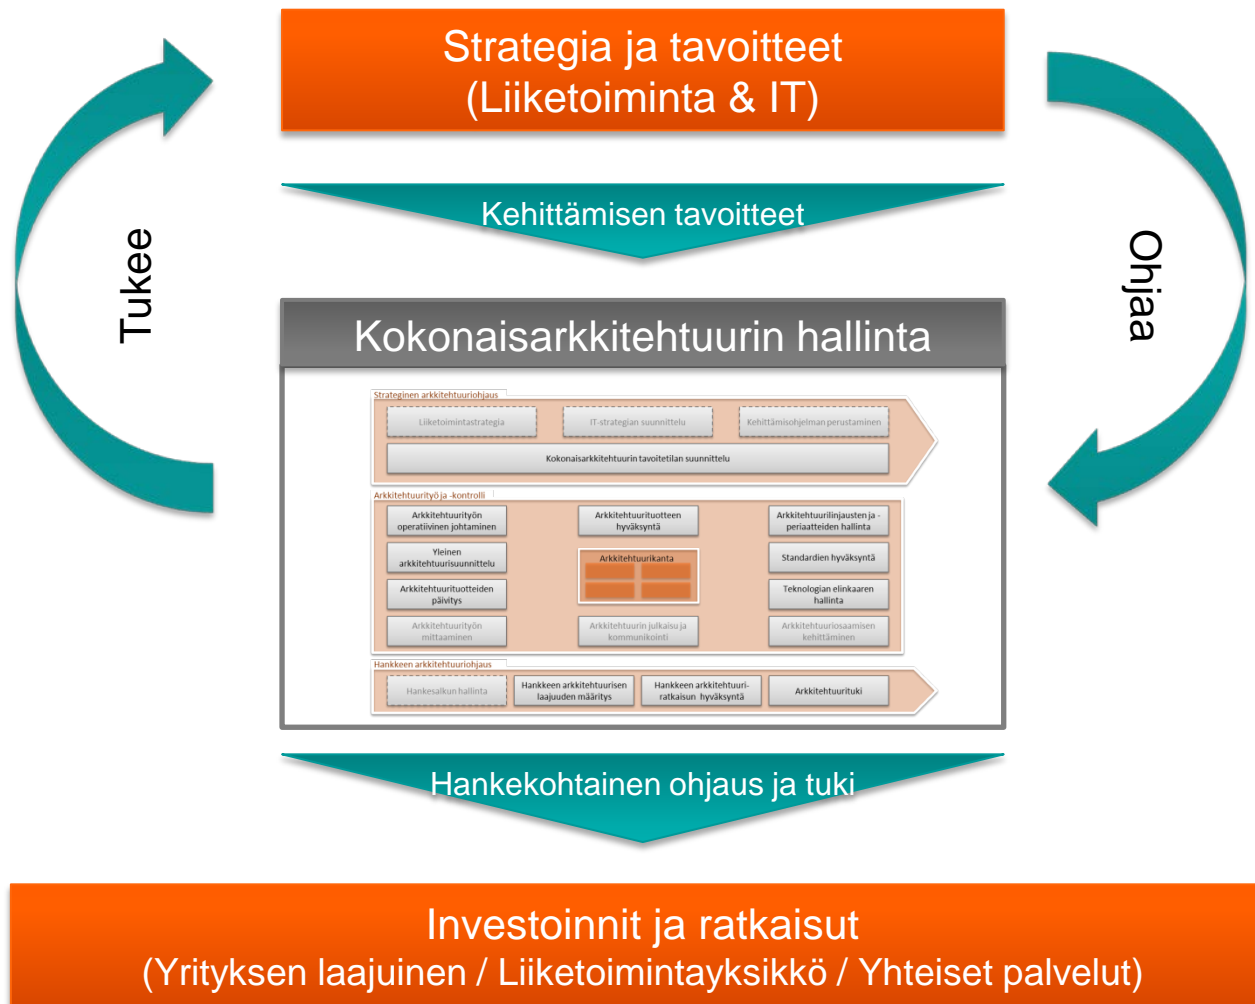 Strategia ja tavoitteet
(Liiketoiminta & IT)
Kehittämisen tavoitteet
Tukee
Ohjaa
Kokonaisarkkitehtuurin hallinta
Strateginen arkkitehtuuriohjaus
Liiketoimintastrategia
IT-strategian suunnittelu
Kehittämisohjelman perustaminen
Kokonaisarkkitehtuurin tavoitetilan suunnittelu
Arkkitehtuurityö ja -kontrolli
Arkkitehtuurityön
operatiivinen johtaminen
Arkkitehtuurituotteen
hyväksyntä
Arkkitehtuurilinjausten ja -
periaatteiden hallinta
Yleinen
arkkitehtuurisuunnittelu
Arkkitehtuurikanta
Standardien hyväksyntä
Arkkitehtuurituotteiden
päivitys
Teknologian elinkaaren
hallinta
Arkkitehtuurityön
mittaaminen
Arkkitehtuurin julkaisu ja
kommunikointi
Arkkitehtuuriosaamisen
kehittäminen
Hankkeen arkkitehtuuriohjaus
Hankesalkun hallinta
Hankkeen arkkitehtuurisen
laajuuden määritys
Hankkeen arkkitehtuuri-
ratkaisun hyväksyntä
Arkkitehtuurituki
Hankekohtainen ohjaus ja tuki
Investoinnit ja ratkaisut
(Yrityksen laajuinen / Liiketoimintayksikkö / Yhteiset palvelut)